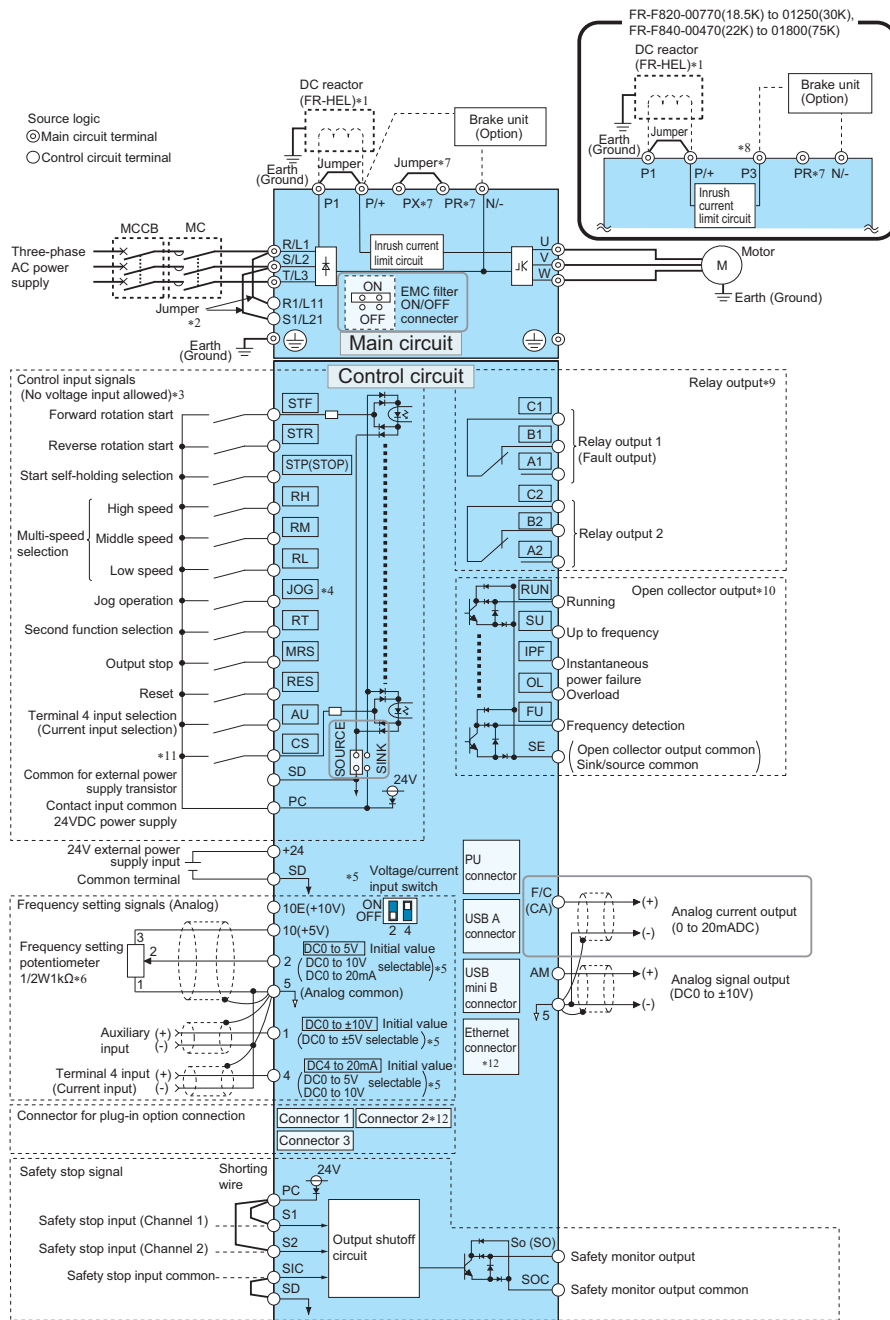 FR-F820-00770(18.5K) to 01250(30K),
FR-F840-00470(22K) to 01800(75K)
DC reactor
(FR-HEL)*1
Brake unit
(Option)
Earth
(Ground)
Jumper
*8
P1
P/+
P3
PR*7
N/-
Inrush
current
limit circuit
Source logic
Main circuit terminal
Control circuit terminal
DC reactor
(FR-HEL)*1
Brake unit
(Option)
Earth
(Ground)
Jumper
Jumper*7
P1
P/+
PX*7
PR*7
N/-
MCCB
MC
Three-phase
AC power
supply
R/L1
S/L2
T/L3
R1/L11
S1/L21
Jumper
*2
Earth
(Ground)
Inrush current
limit circuit
ON
OFF
EMC filter
ON/OFF
connecter
Main circuit
U
V
W
Motor
M
Earth (Ground)
Control circuit
Control input signals
(No voltage input allowed)*3
Forward rotation start
STF
Reverse rotation start
STR
Start self-holding selection
STP(STOP)
Multi-speed
selection
High speed
RH
Middle speed
RM
Low speed
RL
Jog operation
JOG *4
Second function selection
RT
Output stop
MRS
Reset
RES
Terminal 4 input selection
(Current input selection)
AU
*11
CS
SOURCE
SINK
Common for external power
supply transistor
SD
Contact input common
24VDC power supply
PC
24V
Relay output*9
C1
B1
A1
Relay output 1
(Fault output)
C2
B2
A2
Relay output 2
Open collector output*10
RUN
Running
SU
Up to frequency
IPF
Instantaneous
power failure
OL
Overload
FU
Frequency detection
SE
Open collector output common
Sink/source common
24V external power
supply input
+24
Common terminal
SD
*5
Voltage/current
input switch
ON
OFF
2 4
Frequency setting signals (Analog)
10E(+10V)
10(+5V)
Frequency setting
potentiometer
1/2W1kΩ*6
3
2
1
2
DC0 to 5V Initial value
DC0 to 10V
DC0 to 20mA
selectable
*5
5
(Analog common)
Auxiliary
input
(+)
(-)
1
DC0 to ±10V Initial value
(DC0 to ±5V selectable)*5
Terminal 4 input
(Current input)
(+)
(-)
4
DC4 to 20mA Initial value
DC0 to 5V
DC0 to 10V
selectable
*5
PU
connector
USB A
connector
USB
mini B
connector
Ethernet
connector
*12
F/C
(CA)
(+)
(-)
Analog current output
(0 to 20mADC)
AM
5
(+)
(-)
Analog signal output
(DC0 to ±10V)
Connector for plug-in option connection
Connector 1
Connector 2*12
Connector 3
Safety stop signal
Shorting
wire
PC
24V
Safety stop input (Channel 1)
S1
Safety stop input (Channel 2)
S2
Safety stop input common
SIC
SD
Output shutoff
circuit
So (SO)
Safety monitor output
SOC
Safety monitor output common